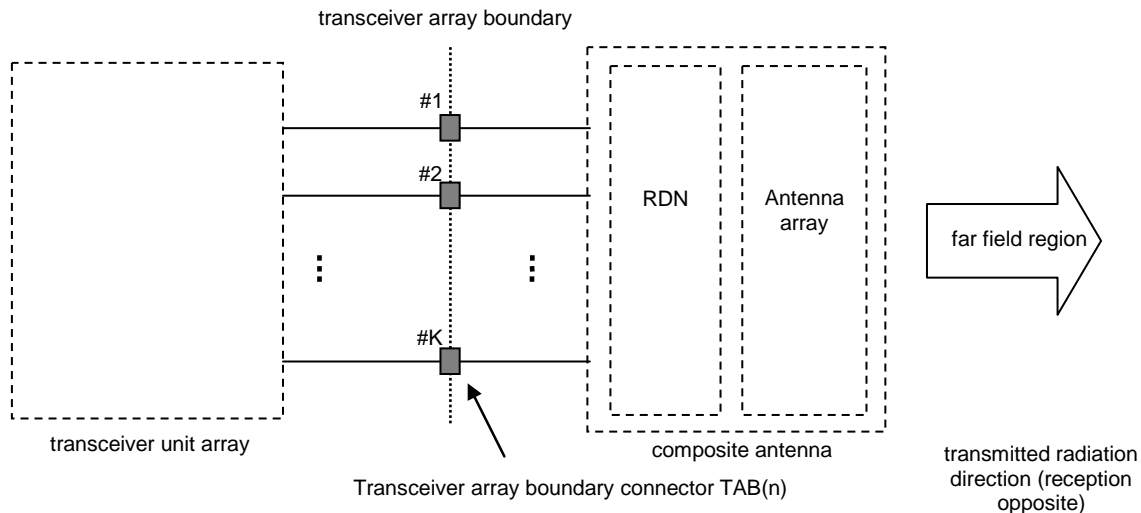 transceiver array boundary
#1
#2
#K
RDN
Antenna
array
far field region
transceiver unit array
composite antenna
Transceiver array boundary connector TAB(n)
transmitted radiation
direction (reception
opposite)